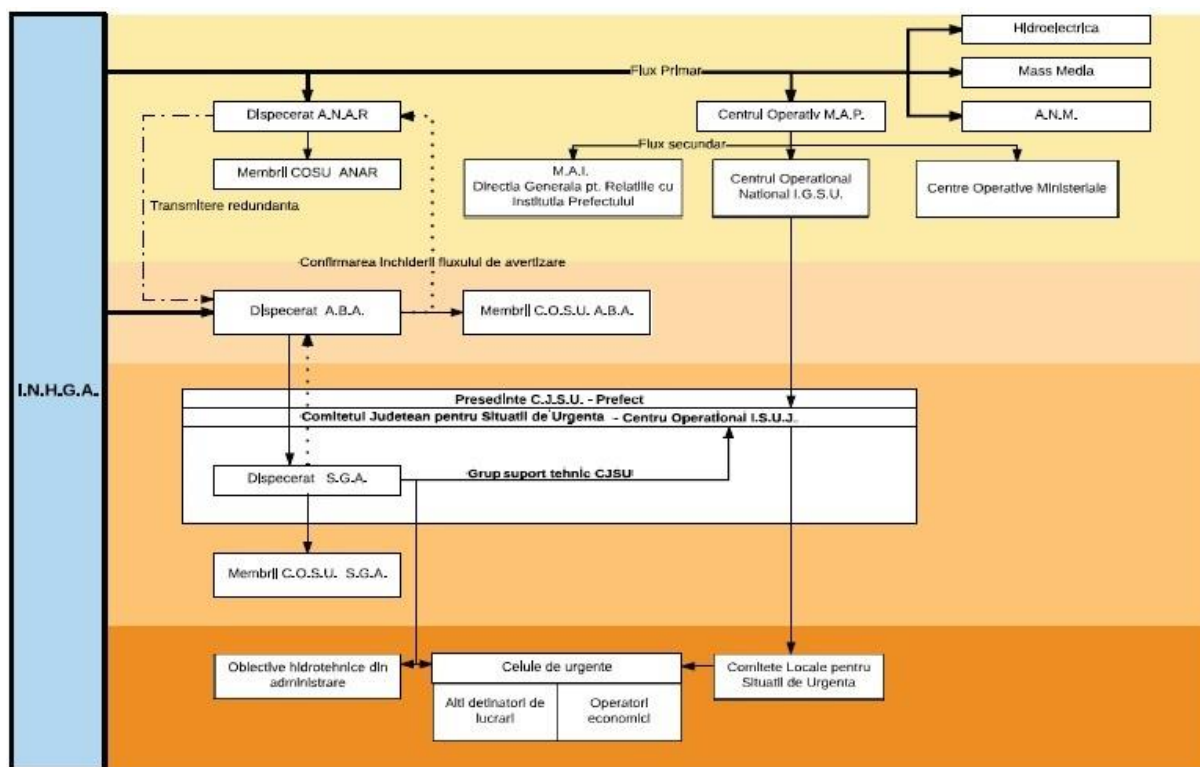 Hidroelectrica
Flux Primar
Mass Media
Dispecerat A.N.A.R
Centrul Operativ M.A.P.
A.N.M.
Flux secundar
Membrii COSU ANAR
M.A.I.
Directia Generala pt. Relatiile cu
Institutia Prefectului
Centrul Operational
National I.G.S.U.
Centre Operative Ministeriale
Transmitere redundanta
Confirmarea inchiderii fluxului de avertizare
Dispecerat A.B.A.
Membrii C.O.S.U. A.B.A.
I.N.H.G.A.
Presedinte C.J.S.U. - Prefect
Comitetul Judetean pentru Situatii de Urgenta - Centru Operational I.S.U.J.
Dispecerat S.G.A.
Grup suport tehnic CJSU
Membrii C.O.S.U. S.G.A.
Obiective hidrotehnice din
administrare
Celule de urgente
Alti detinatori de
lucrari
Operatori
economici
Comitete Locale pentru
Situatii de Urgenta